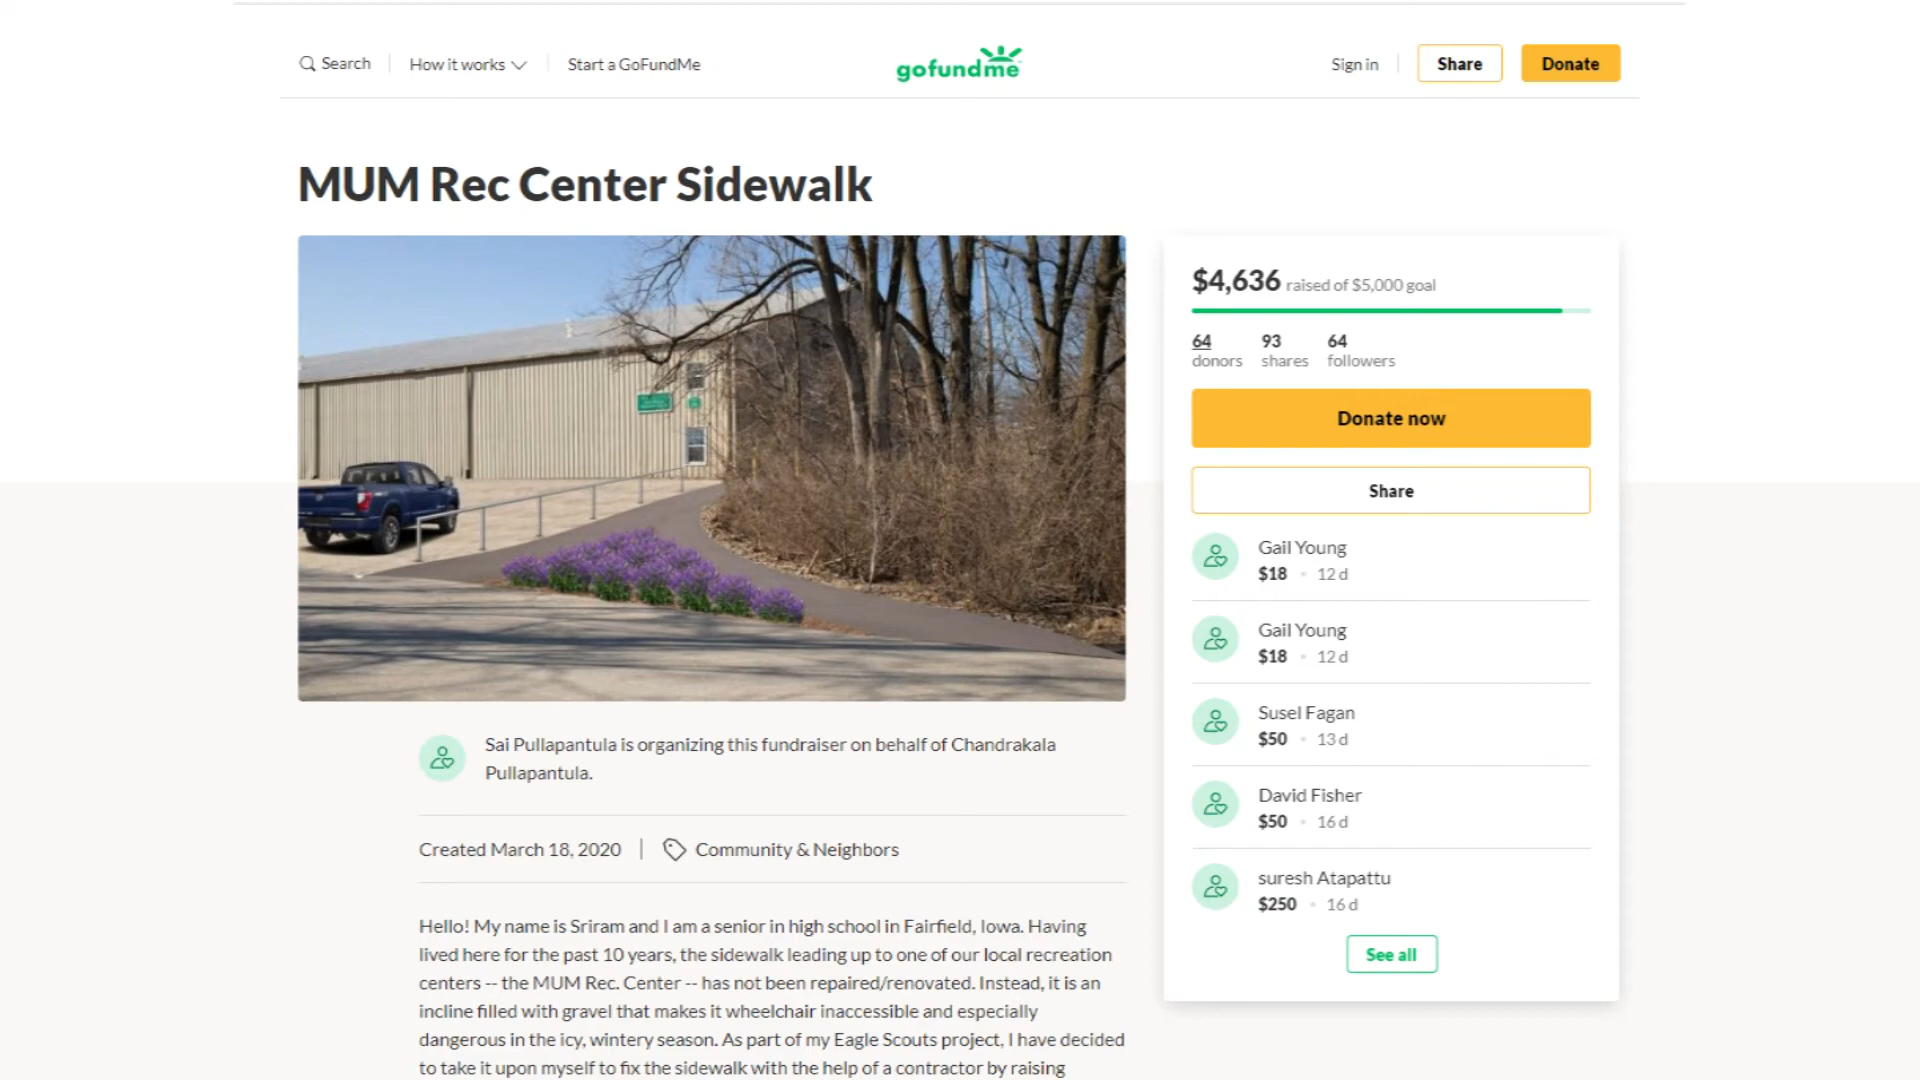 Search
How it works
Start a GoFundMe
gofundme
Sign in
Share
Donate
MUM Rec Center Sidewalk
$4,636 raised of $5,000 goal
64 donors
93 shares
64 followers
Donate now
Share
Gail Young
$18 • 12 d
Gail Young
$18 • 12 d
Susel Fagan
$50 • 13 d
David Fisher
$50 • 16 d
suresh Atapattu
$250 • 16 d
See all
Sai Pullapantula is organizing this fundraiser on behalf of Chandrakala
Pullapantula.
Created March 18, 2020 | Community & Neighbors
Hello! My name is Sriram and I am a senior in high school in Fairfield, Iowa. Having
lived here for the past 10 years, the sidewalk leading up to one of our local recreation
centers -- the MUM Rec. Center -- has not been repaired/renovated. Instead, it is an
incline filled with gravel that makes it wheelchair inaccessible and especially
dangerous in the icy, wintery season. As part of my Eagle Scouts project, I have decided
to take it upon myself to fix the sidewalk with the help of a contractor by raising